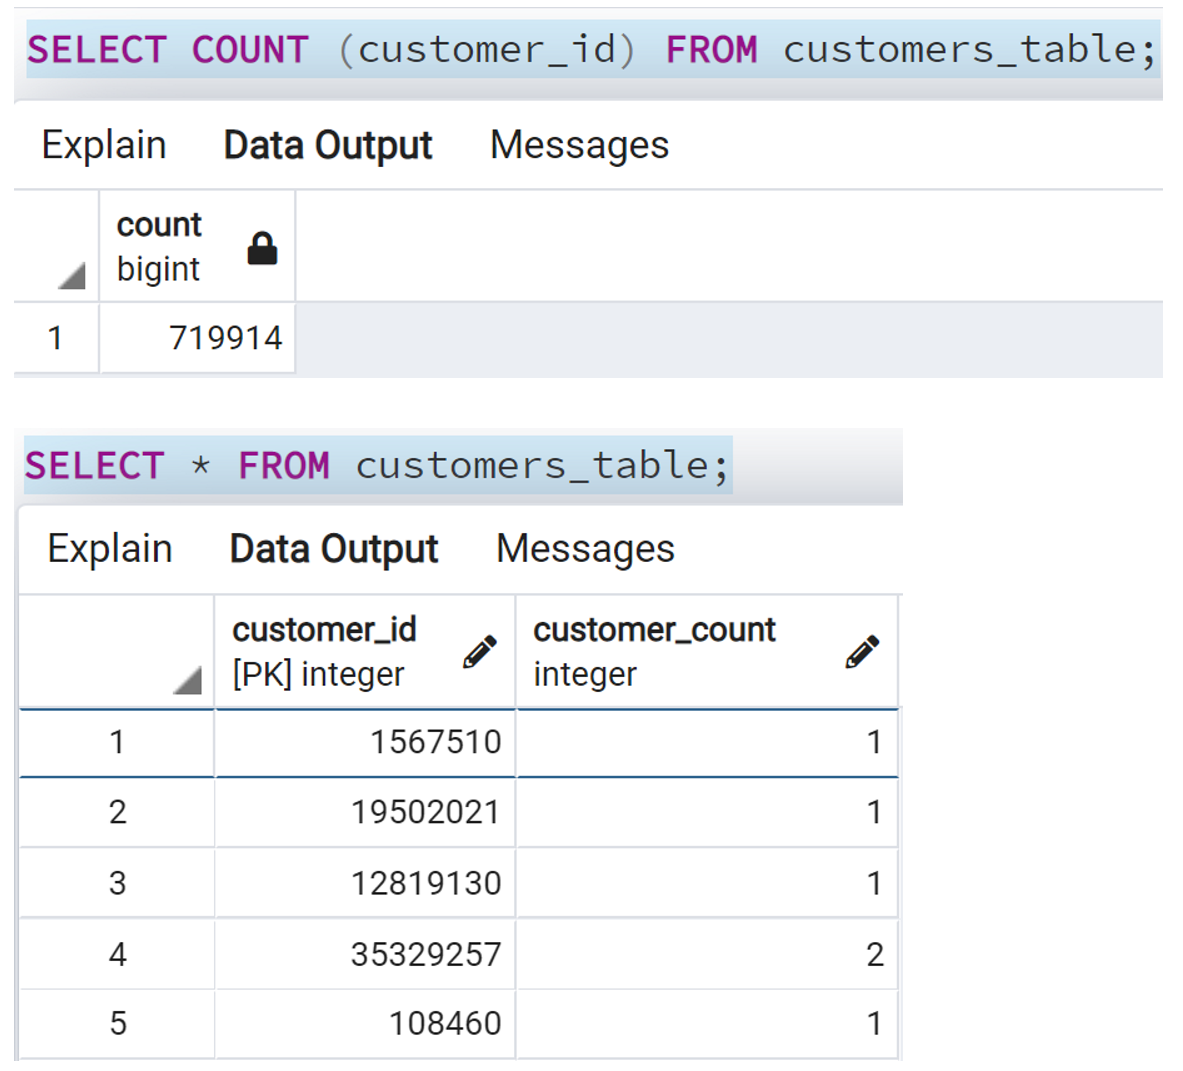 SELECT COUNT (customer_id) FROM customers_table;
Explain Data Output Messages
count
bigint
1 719914
SELECT * FROM customers_table;
Explain Data Output Messages
customer_id customer_count
[PK] integer integer
1 1567510 1
2 19502021 1
3 12819130 1
4 35329257 2
5 108460 1